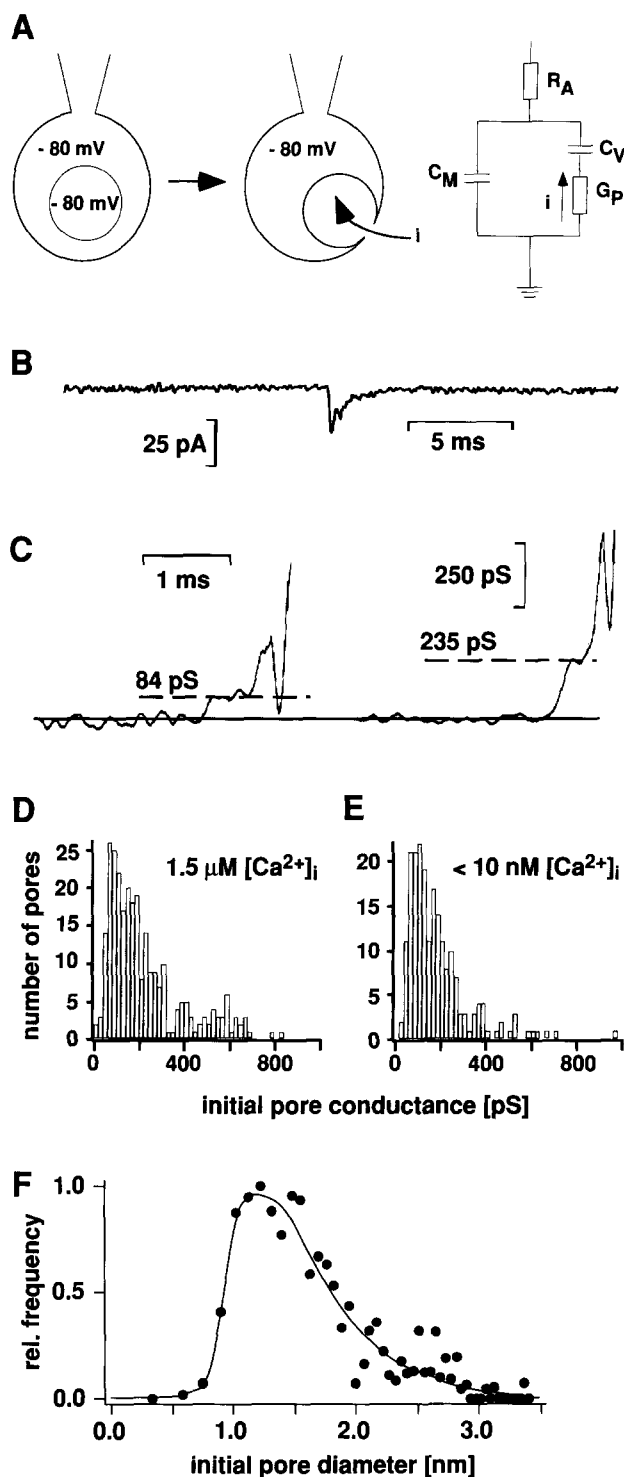 A
- 80 mV
- 80 mV
- 80 mV
i
R_A
C_M
C_V
G_P
i
B
25 pA
5 ms
C
1 ms
84 pS
250 pS
235 pS
D
E
1.5 µM [Ca²⁺]i
< 10 nM [Ca²⁺]i
number of pores
25
20
15
10
5
0
20
15
10
5
0
0 400 800
0 400 800
initial pore conductance [pS]
F
rel. frequency
1.0
0.5
0.0
0.0 1.0 2.0 3.0
initial pore diameter [nm]